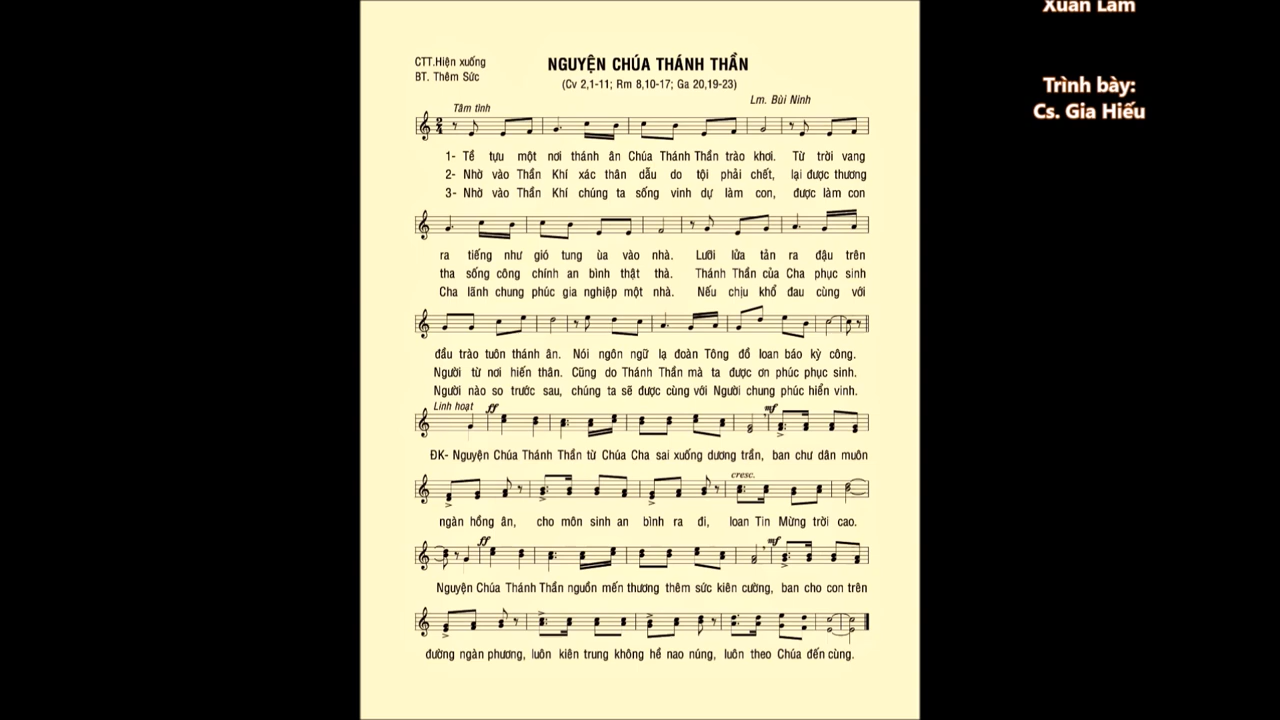 Xuân Lam
Trình bày:
Cs. Gia Hiếu
CTT.Hiện xuống
BT. Thêm Sức
NGUYỆN CHÚA THÁNH THẦN
(Cv 2,1-11; Rm 8,10-17; Ga 20,19-23)
Lm. Bùi Ninh
Tâm tình
1- Tề tựu một nơi thánh ân Chúa Thánh Thần trào khơi. Từ trời vang
2- Nhờ vào Thần Khí xác thân dẫu do tội phải chết, lại được thương
3- Nhờ vào Thần Khí chúng ta sống vinh dự làm con, được làm con
ra tiếng như gió tung ùa vào nhà. Lưỡi lửa tản ra đậu trên
tha sống công chính an bình thật thà. Thánh Thần của Cha phục sinh
Cha lãnh chung phúc gia nghiệp một nhà. Nếu chịu khổ đau cùng với
đầu trào tuôn thánh ân. Nói ngôn ngữ lạ đoàn Tông đồ loan báo kỳ công.
Người từ nơi hiến thân. Cũng do Thánh Thần mà ta được ơn phúc phục sinh.
Người nào so trước sau, chúng ta sẽ được cùng với Người chung phúc hiển vinh.
Linh hoạt ff mf
ĐK- Nguyện Chúa Thánh Thần từ Chúa Cha sai xuống dương trần, ban chư dân muôn
cresc.
ngàn hồng ân, cho môn sinh an bình ra đi, loan Tin Mừng trời cao.
ff mf
Nguyện Chúa Thánh Thần nguồn mến thương thêm sức kiên cường, ban cho con trên
đường ngàn phương, luôn kiên trung không hề nao núng, luôn theo Chúa đến cùng.